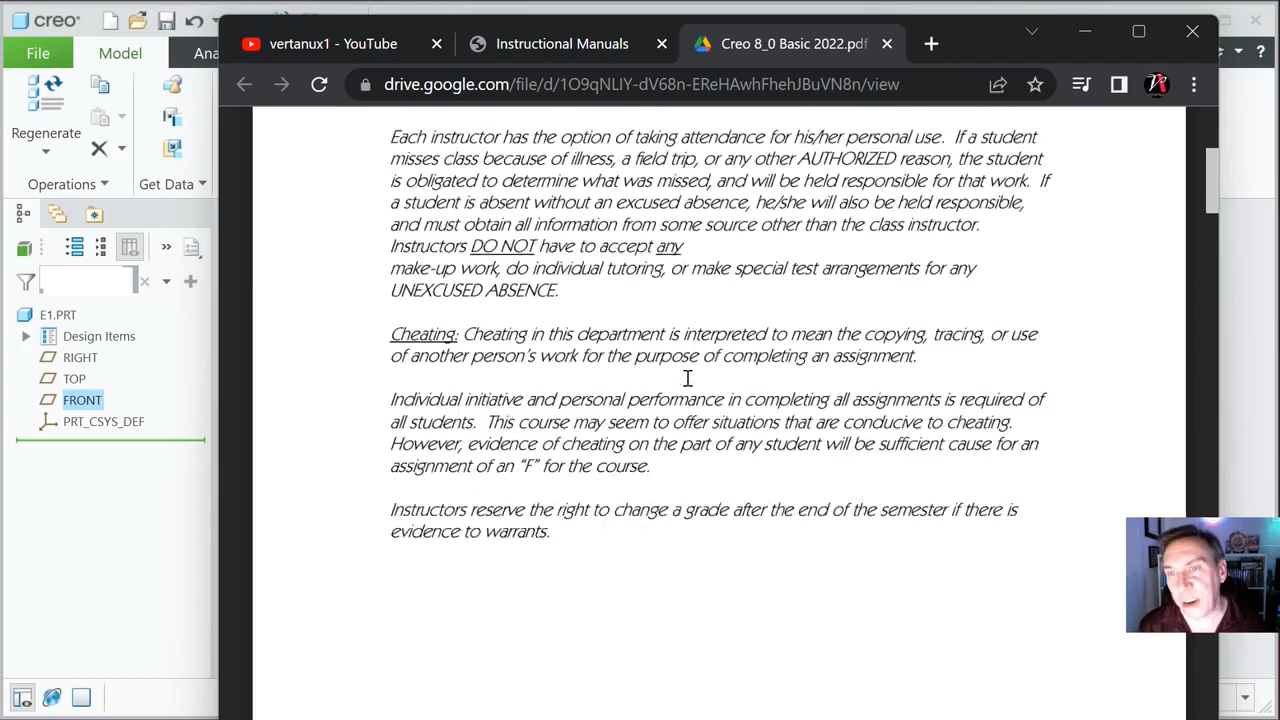 creo
File Model Ana
Regenerate
Operations
Get Data
E1.PRT
Design Items
RIGHT
TOP
FRONT
PRT_CSYS_DEF
vertanux1 - YouTube
Instructional Manuals
Creo 8_0 Basic 2022.pdf
drive.google.com/file/d/1O9qNLIY-dV68n-EReHAwhFhehJBuVN8n/view
Each instructor has the option of taking attendance for his/her personal use. If a student
misses class because of illness, a field trip, or any other AUTHORIZED reason, the student
is obligated to determine what was missed, and will be held responsible for that work. If
a student is absent without an excused absence, he/she will also be held responsible,
and must obtain all information from some source other than the class instructor.
Instructors DO NOT have to accept any
make-up work, do individual tutoring, or make special test arrangements for any
UNEXCUSED ABSENCE.
Cheating: Cheating in this department is interpreted to mean the copying, tracing, or use
of another person's work for the purpose of completing an assignment.
Individual initiative and personal performance in completing all assignments is required of
all students. This course may seem to offer situations that are conducive to cheating.
However, evidence of cheating on the part of any student will be sufficient cause for an
assignment of an "F" for the course.
Instructors reserve the right to change a grade after the end of the semester if there is
evidence to warrants.